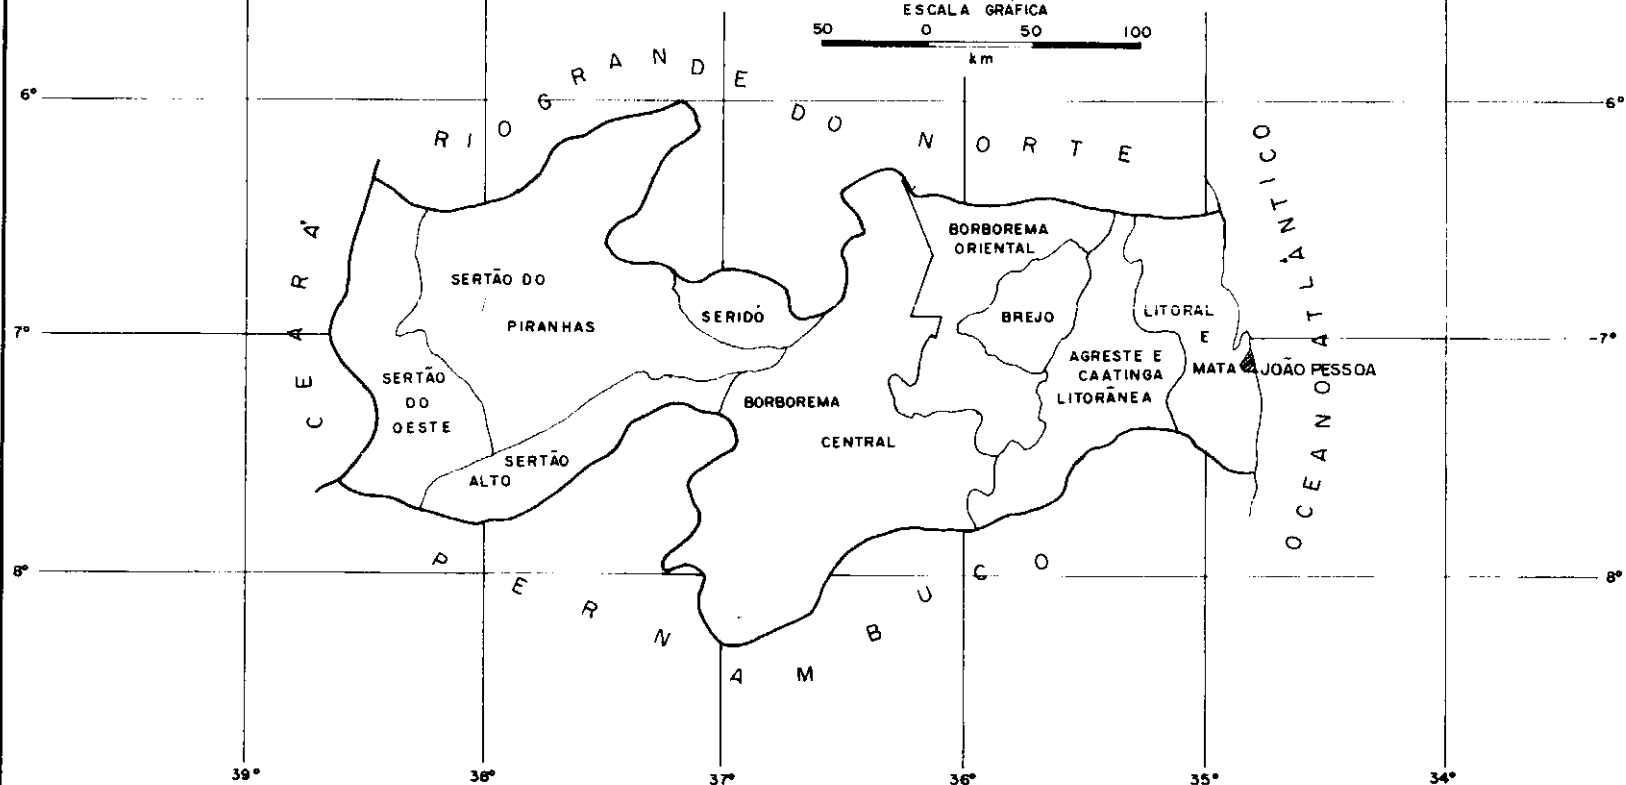 ESCALA GRÁFICA
50 0 50 100
km
RIO GRANDE DO NORTE
6° 6°
CEARÁ
OCEANO ATLÂNTICO
BORBOREMA
ORIENTAL
SERTÃO DO
PIRANHAS
SERIDÓ
BREJO
LITORAL
E
MATA
JOÃO PESSOA
7° 7°
AGRESTE E
CAATINGA
LITORÂNEA
SERTÃO
DO
OESTE
BORBOREMA
CENTRAL
SERTÃO
ALTO
8° 8°
PERNAMBUCO
39° 38° 37° 36° 35° 34°